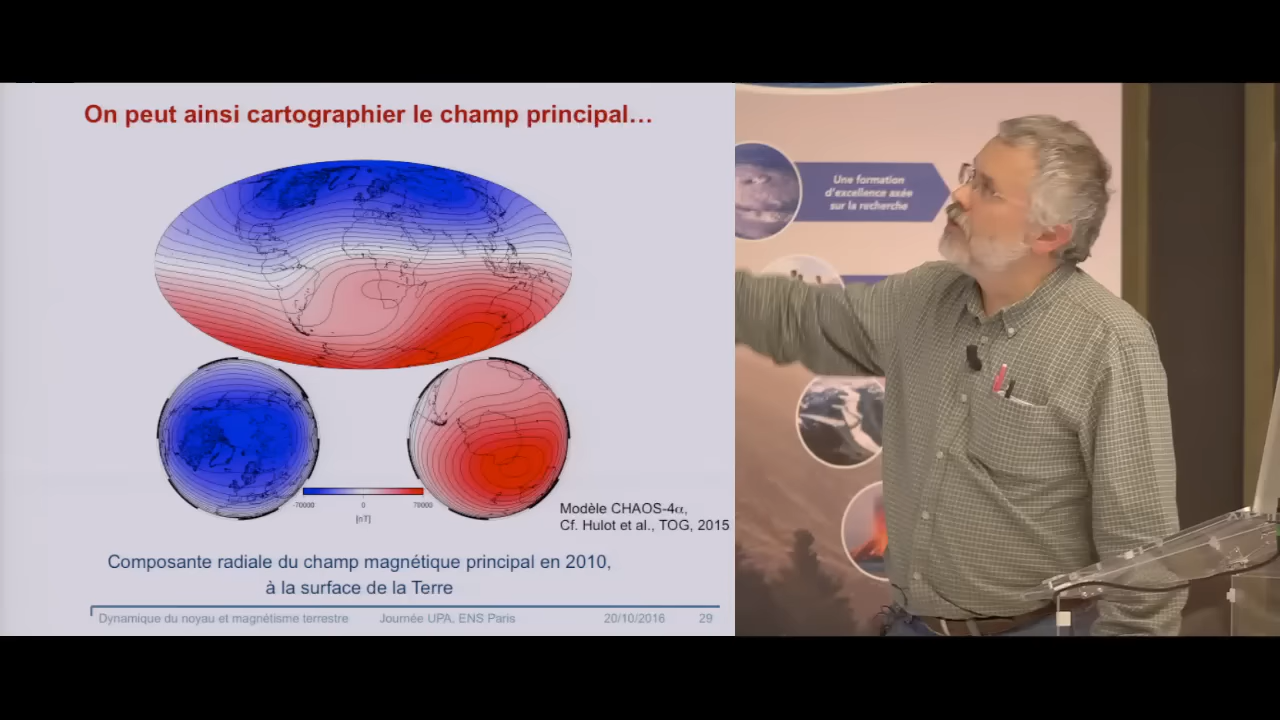 On peut ainsi cartographier le champ principal…
Une formation
d'excellence axée
sur la recherche
-70000 0 70000
[nT]
Modèle CHAOS-4α,
Cf. Hulot et al., TOG, 2015
Composante radiale du champ magnétique principal en 2010,
à la surface de la Terre
Dynamique du noyau et magnétisme terrestre Journée UPA, ENS Paris 20/10/2016 29